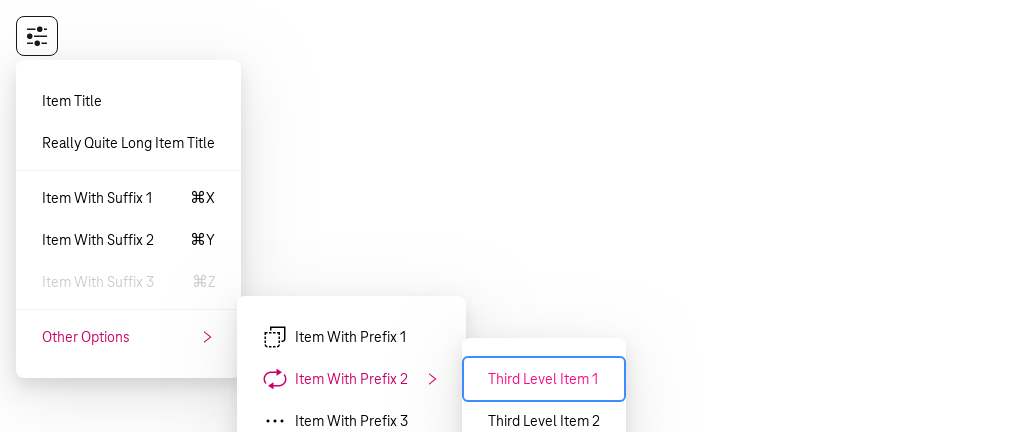 Item Title
Really Quite Long Item Title
Item With Suffix 1 ⌘X
Item With Suffix 2 ⌘Y
Item With Suffix 3 ⌘Z
Other Options
Item With Prefix 1
Item With Prefix 2
Item With Prefix 3
Third Level Item 1
Third Level Item 2